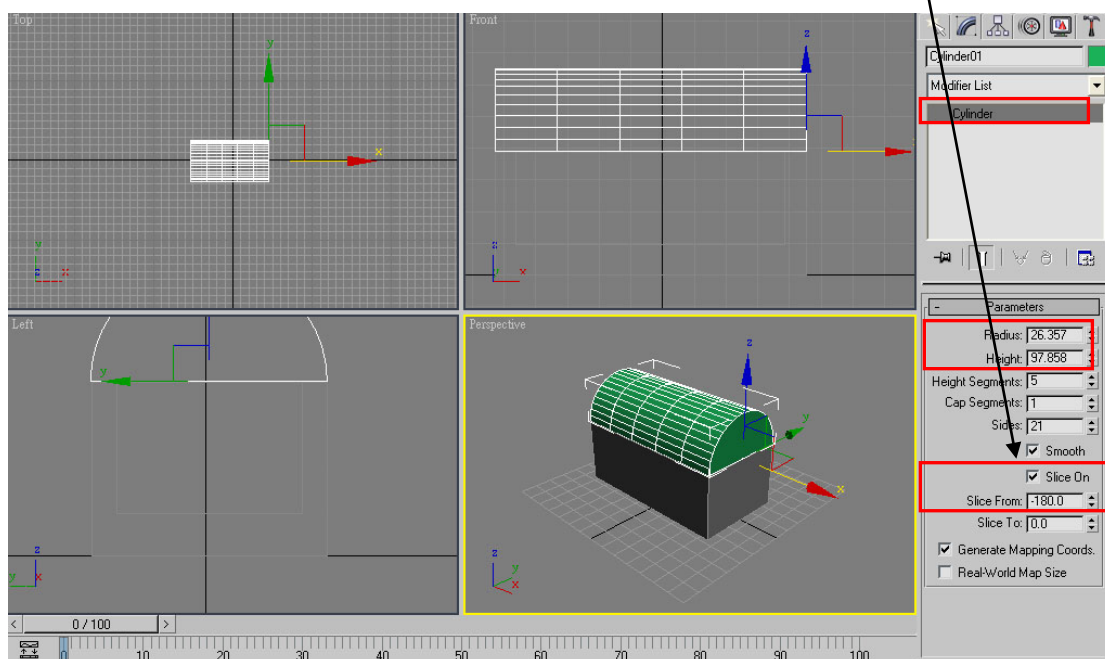 Top
y
x
y
z x
Front
z
z
y x
Left
y
z
y x
Perspective
z
y
x
z
y
x
Cylinder01
Modifier List
Cylinder
- Parameters
Radius: 26.357
Height: 97.858
Height Segments: 5
Cap Segments: 1
Sides: 21
Smooth
Slice On
Slice From: -180.0
Slice To: 0.0
Generate Mapping Coords.
Real-World Map Size
< 0 / 100 >
0 10 20 30 40 50 60 70 80 90 100